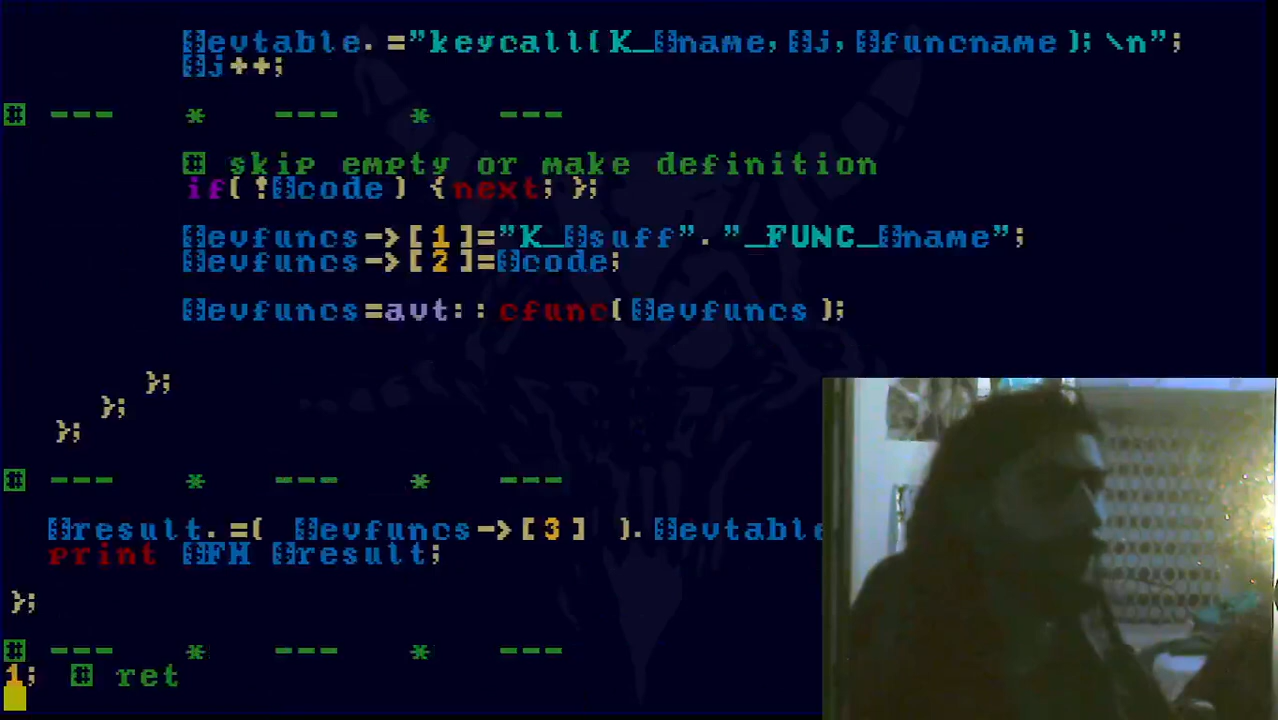 $evtable.="keycall(K_$name,$j,$funcname);\n";
$j++;
# --- * --- * ---
# skip empty or make definition
if(!$code) {next; };
$evfuncs->[1]="K_$suff"."_FUNC_$name";
$evfuncs->[2]=$code;
$evfuncs=avt::cfunc($evfuncs);
};
};
};
# --- * --- * ---
$result.=( $evfuncs->[3] ).$evtable
print $FH $result;
};
# --- * --- * ---
1; # ret